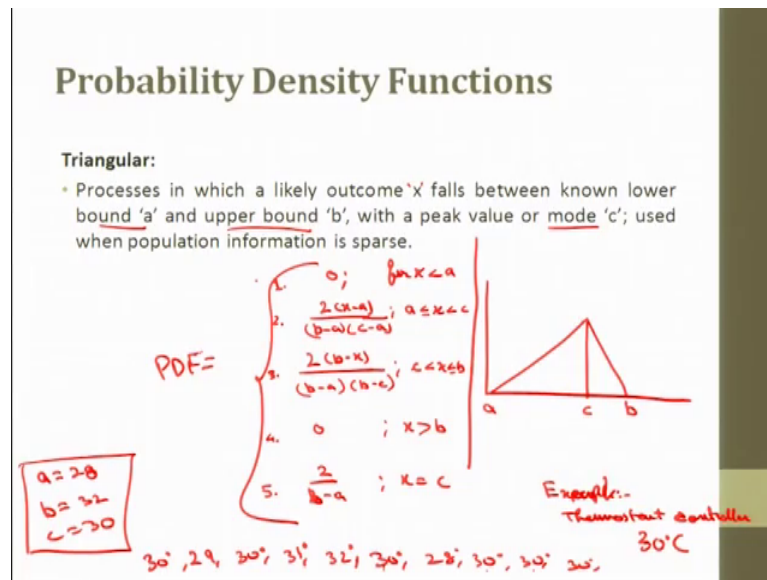 Probability Density Functions
Triangular:
• Processes in which a likely outcome 'x' falls between known lower
bound 'a' and upper bound 'b', with a peak value or mode 'c'; used
when population information is sparse.
PDF=
1. 0; for x<a
2. 2(x-a)/(b-a)(c-a) ; a≤x<c
3. 2(b-x)/(b-a)(b-c) ; c<x≤b
4. 0 ; x>b
5. 2/b-a ; x=c
a c b
a=28
b=32
c=30
Example:-
Thermostant controller
30°C
30°, 29, 30°, 31°, 32°, 30°, 28°, 30°, 30°, 30°,